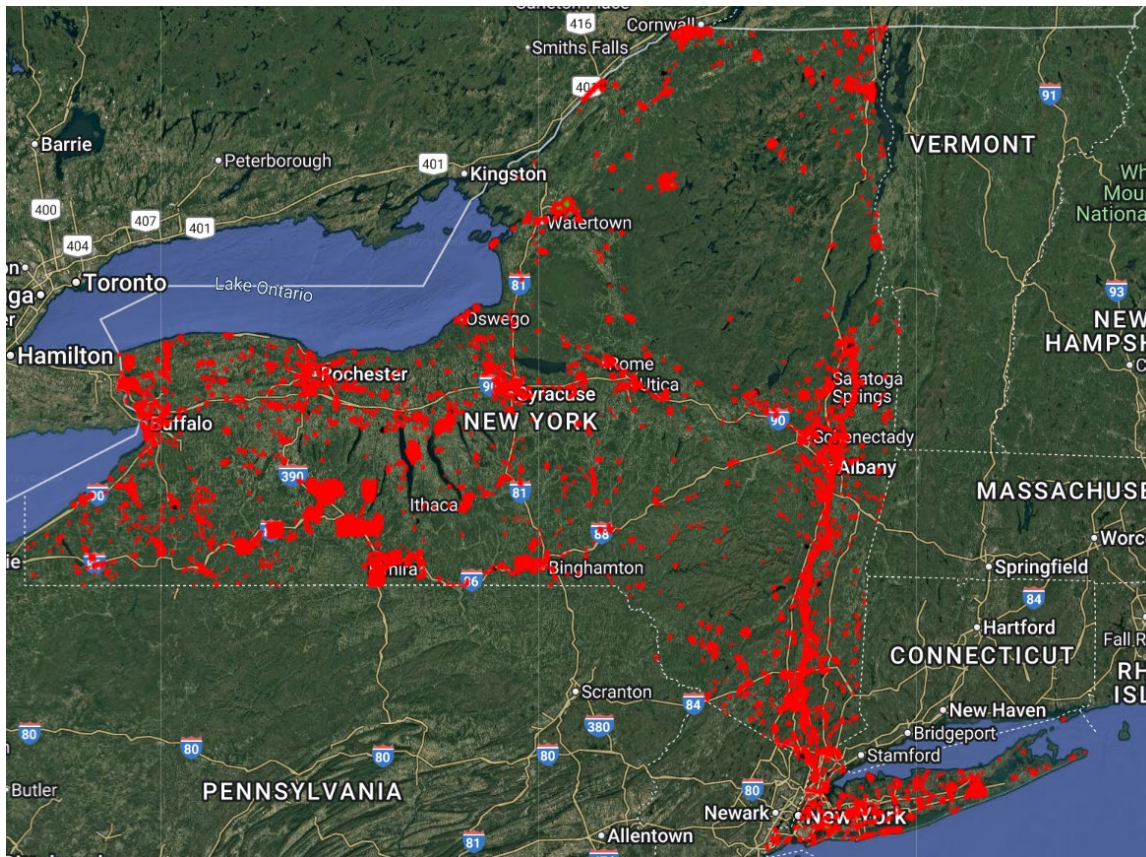 Cornwall
416
Smiths Falls
401
91
Barrie
Peterborough
401
Kingston
VERMONT
400
407
401
404
Watertown
Toronto
Lake Ontario
81
93
Oswego
Hamilton
Rome
Rochester
90
Utica
Saratoga
Springs
NEW
Syracuse
Buffalo
NEW YORK
90
Schenectady
Albany
390
90
Ithaca
81
MASSACHUSE
88
Binghamton
Springfield
86
84
Hartford
CONNECTICUT
Scranton
84
New Haven
380
Bridgeport
80
80
80
80
Stamford
Butler
PENNSYLVANIA
80
Newark
New York
81
Allentown